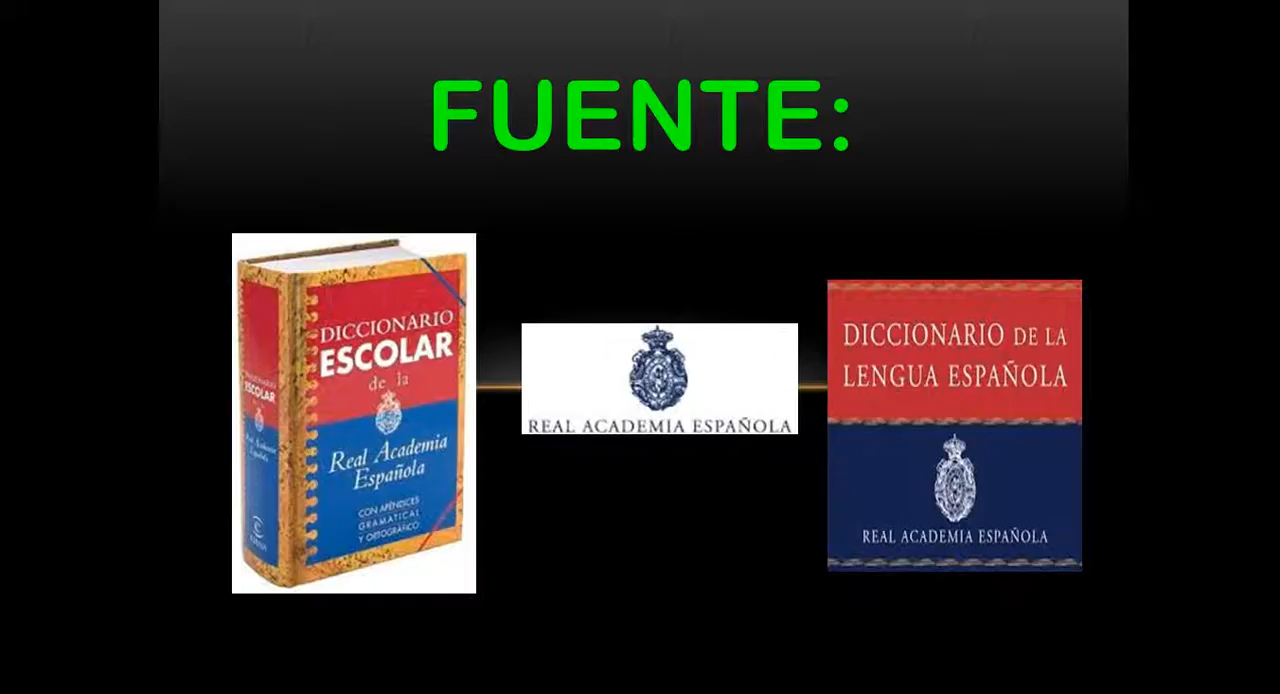 FUENTE:
DICCIONARIO
ESCOLAR
de la
Real Academia
Española
CON APÉNDICES
GRAMATICAL
Y ORTOGRÁFICO
ESCOLAR
REAL ACADEMIA ESPAÑOLA
DICCIONARIO DE LA
LENGUA ESPAÑOLA
REAL ACADEMIA ESPAÑOLA